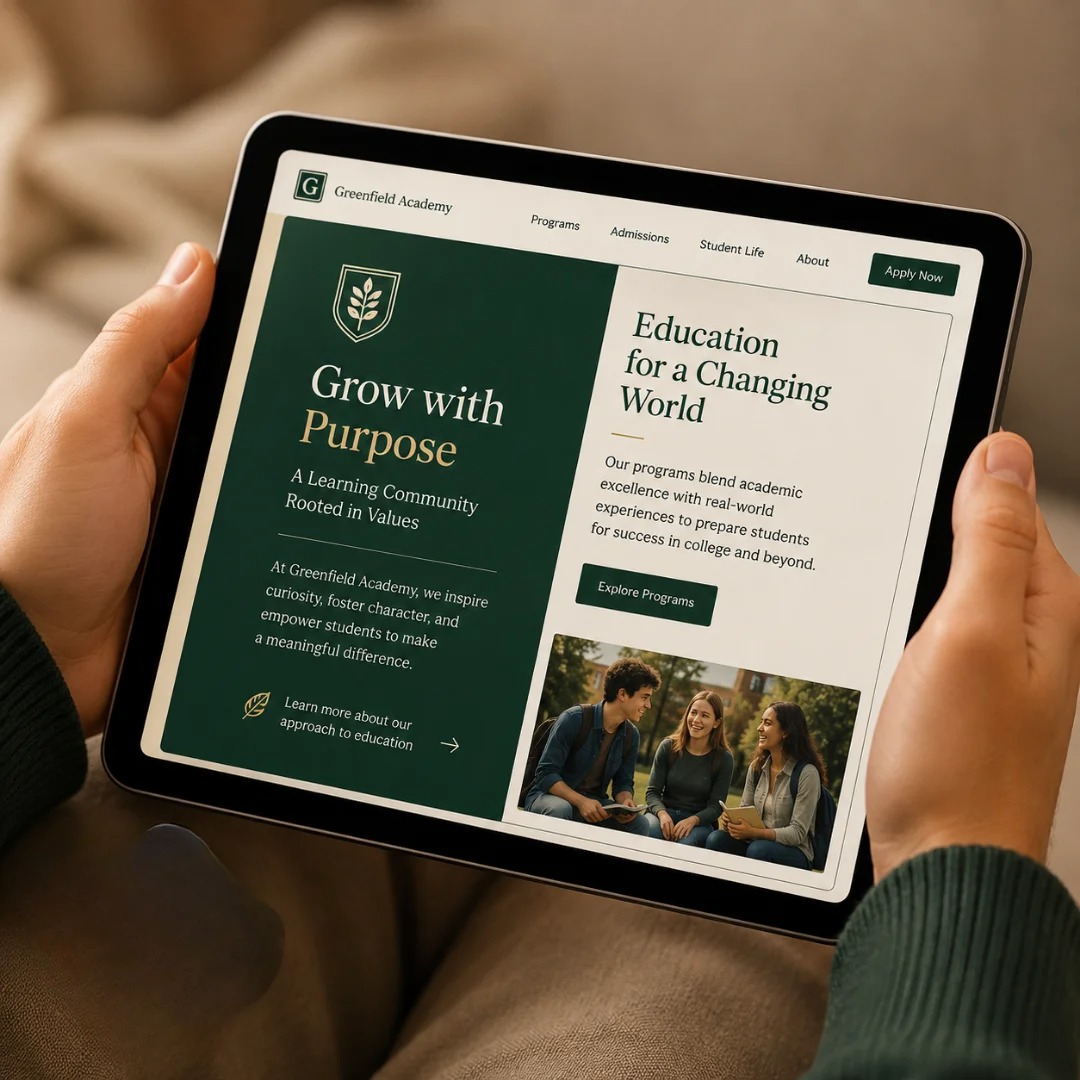 G
Greenfield Academy
Programs
Admissions
Student Life
About
Apply Now
Grow with
Purpose
A Learning Community
Rooted in Values
At Greenfield Academy, we inspire
curiosity, foster character, and
empower students to make
a meaningful difference.
Learn more about our
approach to education
Education
for a Changing
World
Our programs blend academic
excellence with real-world
experiences to prepare students
for success in college and beyond.
Explore Programs